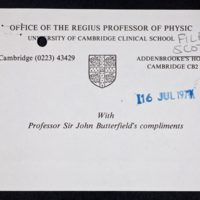 OFFICE OF THE REGIUS PROFESSOR OF PHYSIC
UNIVERSITY OF CAMBRIDGE CLINICAL SCHOOL
Cambridge (0223) 43429
ADDENBROOKE'S HO
CAMBRIDGE CB2
16 JUL 197
With
Professor Sir John Butterfield's compliments